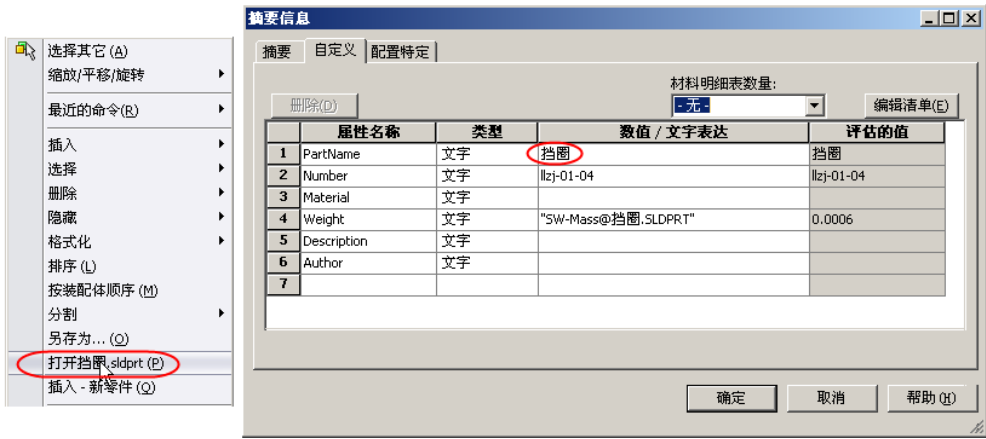 选择其它 (A)
缩放/平移/旋转
最近的命令(R)
插入
选择
删除
隐藏
格式化
排序 (L)
按装配体顺序 (M)
分割
另存为... (O)
打开挡圈.sldprt (P)
插入 - 新零件 (Q)
摘要信息
摘要 自定义 配置特定
材料明细表数量:
删除(D) - 无 - 编辑清单(E)
属性名称 类型 数值 / 文字表达 评估的值
1 PartName 文字 挡圈 挡圈
2 Number 文字 llzj-01-04 llzj-01-04
3 Material 文字
4 Weight 文字 "SW-Mass@挡圈.SLDPRT" 0.0006
5 Description 文字
6 Author 文字
7
确定 取消 帮助(H)